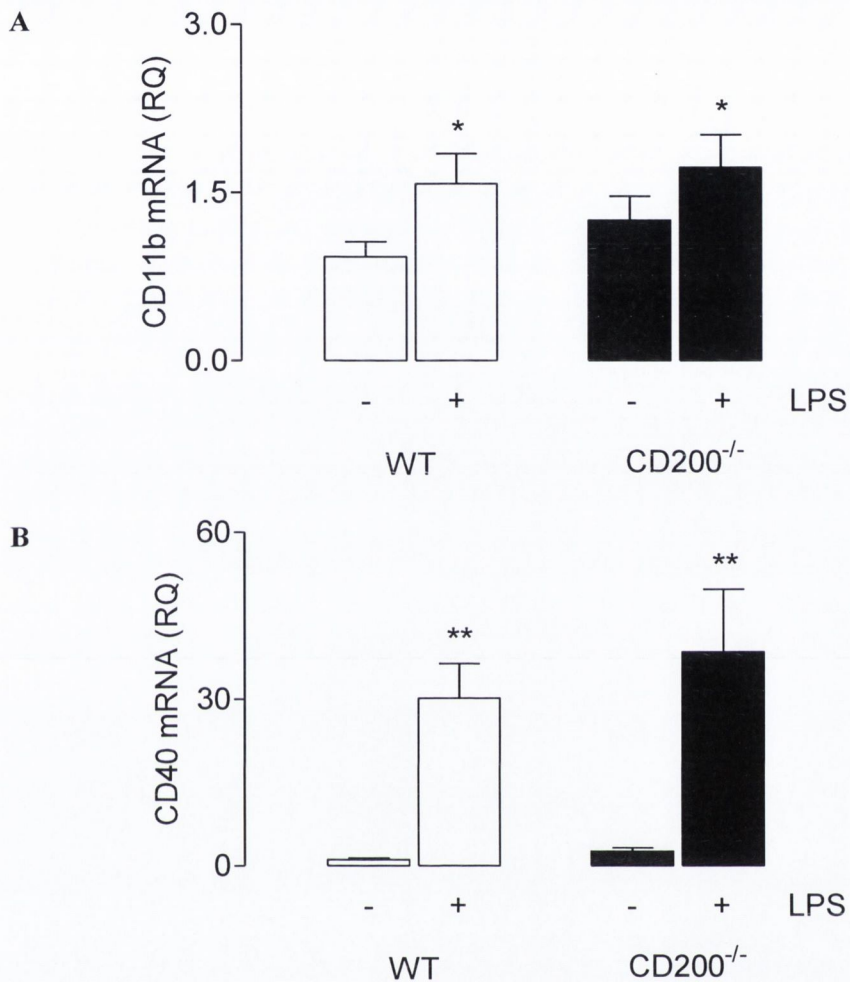 A
CD11b mRNA (RQ)
3.0
1.5
0.0
*
*
- + - + LPS
WT CD200-/-
B
CD40 mRNA (RQ)
60
30
0
**
**
- + - + LPS
WT CD200-/-